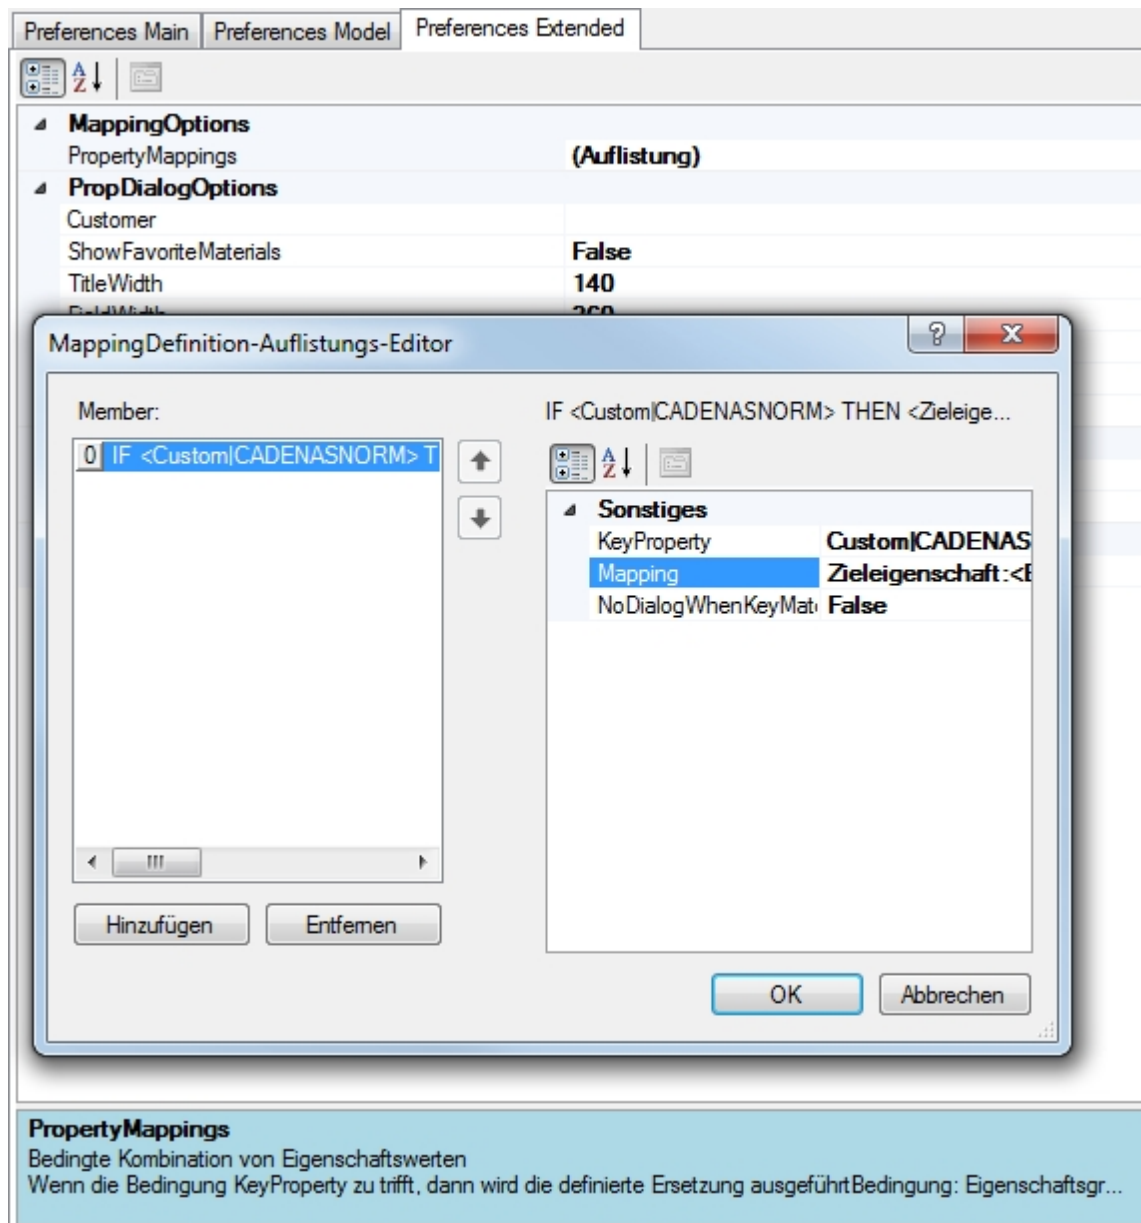 Preferences Main Preferences Model Preferences Extended
MappingOptions
PropertyMappings (Auflistung)
PropDialogOptions
Customer
ShowFavoriteMaterials False
TitleWidth 140
FieldWidth 260
MappingDefinition-Auflistungs-Editor
Member: IF <Custom|CADENASNORM> THEN <Zieleige...
0 IF <Custom|CADENASNORM> T
Sonstiges
KeyProperty Custom|CADENAS
Mapping Zieleigenschaft:<E
NoDialogWhenKeyMat False
Hinzufügen Entfernen
OK Abbrechen
PropertyMappings
Bedingte Kombination von Eigenschaftswerten
Wenn die Bedingung KeyProperty zu trifft, dann wird die definierte Ersetzung ausgeführtBedingung: Eigenschaftsgr...